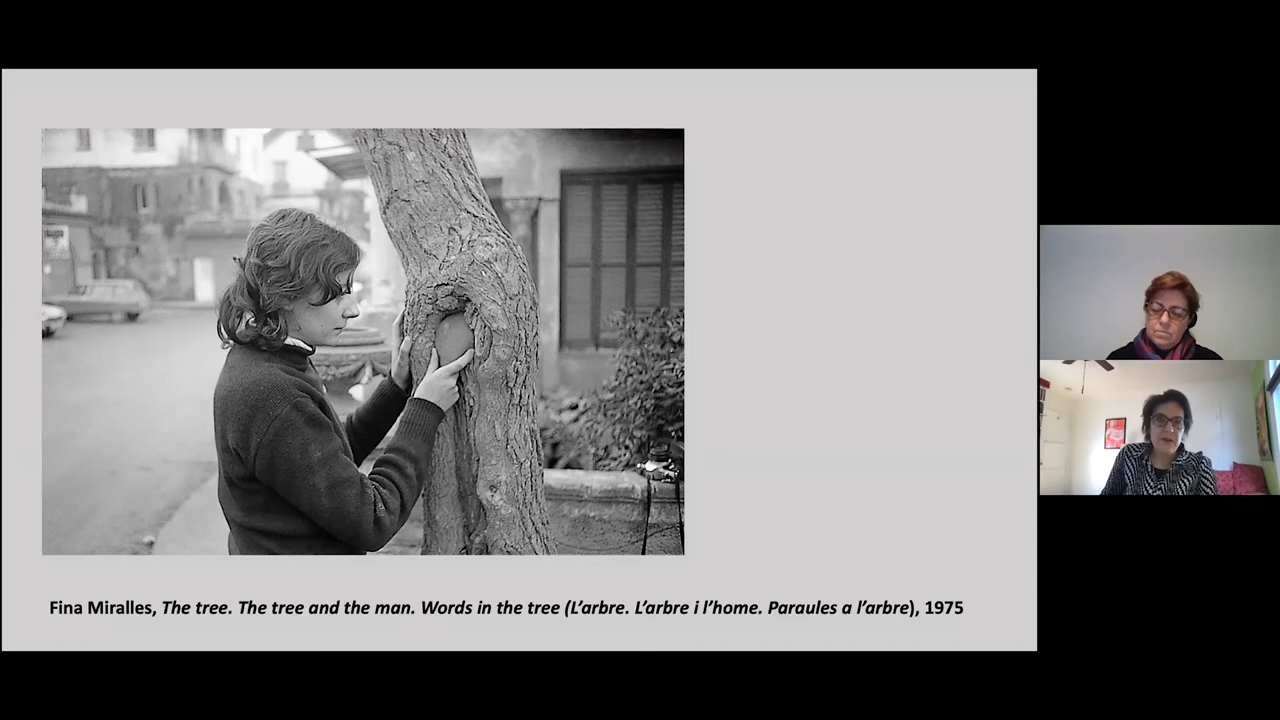 Fina Miralles, The tree. The tree and the man. Words in the tree (L’arbre. L’arbre i l’home. Paraules a l’arbre), 1975